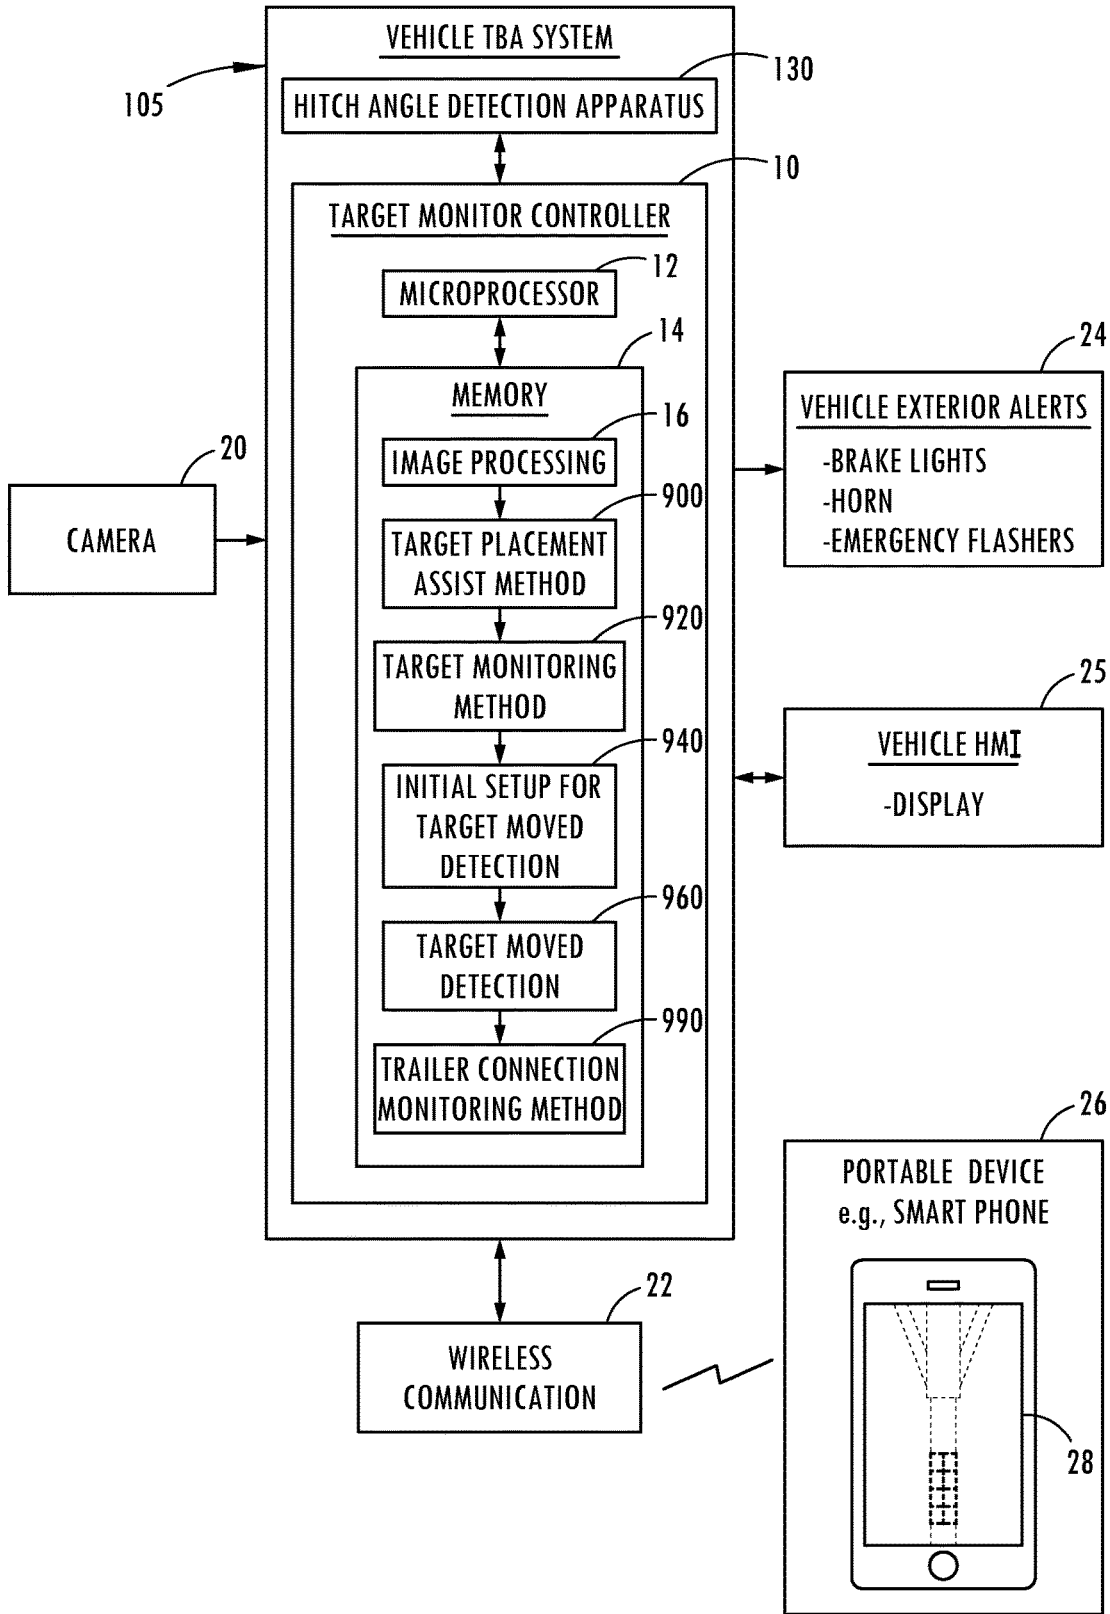 VEHICLE TBA SYSTEM
105
130
HITCH ANGLE DETECTION APPARATUS
10
TARGET MONITOR CONTROLLER
12
MICROPROCESSOR
14
MEMORY
16
IMAGE PROCESSING
900
TARGET PLACEMENT
ASSIST METHOD
920
TARGET MONITORING
METHOD
940
INITIAL SETUP FOR
TARGET MOVED
DETECTION
960
TARGET MOVED
DETECTION
990
TRAILER CONNECTION
MONITORING METHOD
20
CAMERA
24
VEHICLE EXTERIOR ALERTS
-BRAKE LIGHTS
-HORN
-EMERGENCY FLASHERS
25
VEHICLE HMI
-DISPLAY
22
WIRELESS
COMMUNICATION
26
PORTABLE DEVICE
e.g., SMART PHONE
28